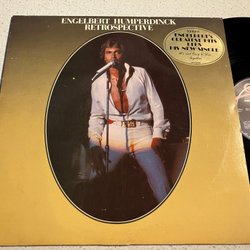 ENGELBERT HUMPERDINCK
RETROSPECTIVE
ENGELBERT'S
GREATEST HITS
PLUS
HIS NEW SINGLE